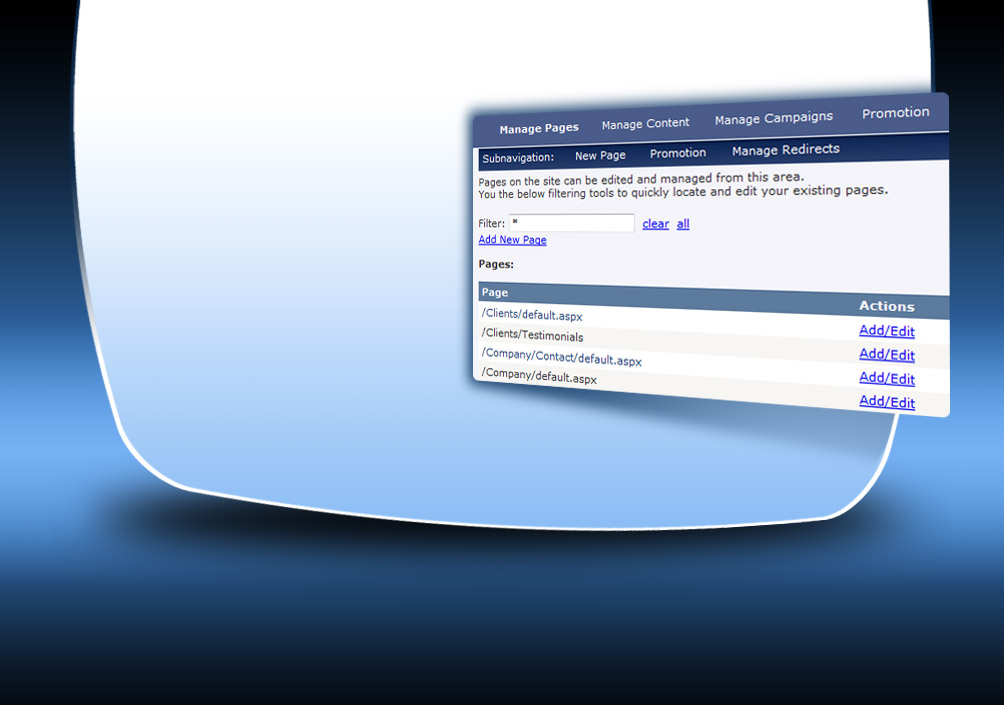 Manage Pages Manage Content Manage Campaigns Promotion
Subnavigation: New Page Promotion Manage Redirects
Pages on the site can be edited and managed from this area.
You the below filtering tools to quickly locate and edit your existing pages.
Filter: * clear all
Add New Page
Pages:
Page Actions
/Clients/default.aspx Add/Edit
/Clients/Testimonials Add/Edit
/Company/Contact/default.aspx Add/Edit
/Company/default.aspx Add/Edit